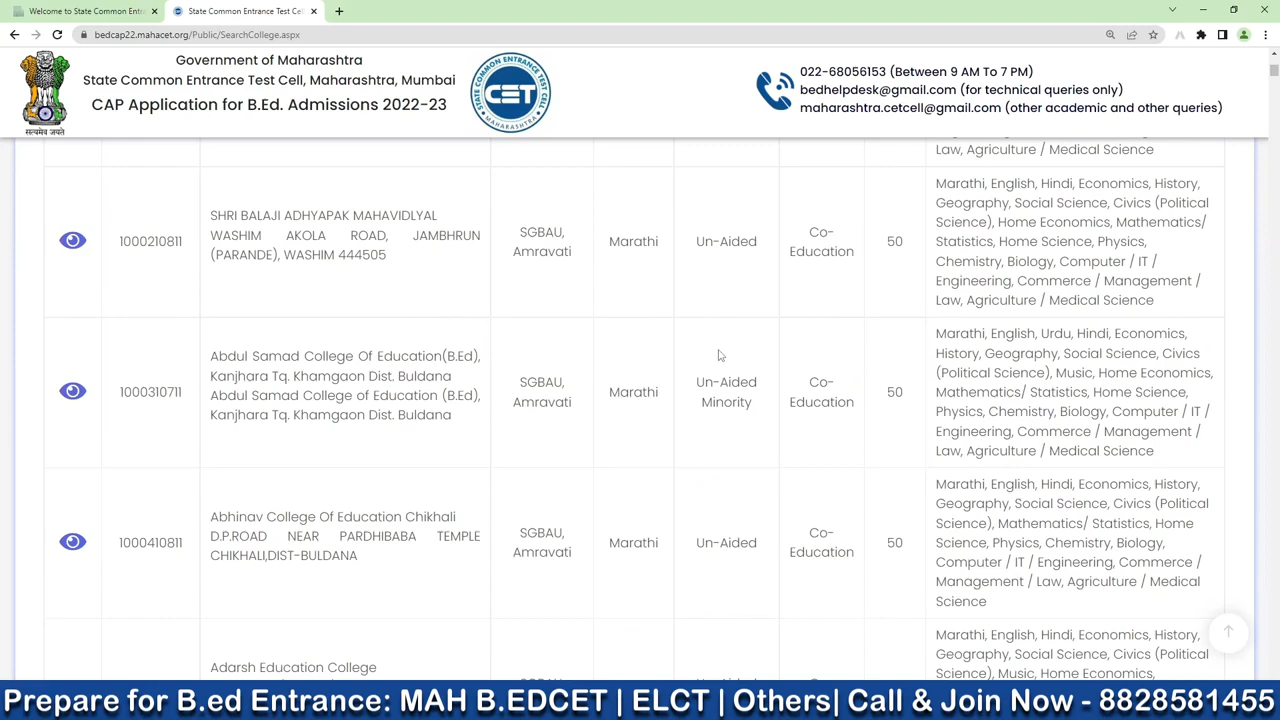 Welcome to State Common Entra
State Common Entrance Test Cel
bedcap22.mahacet.org/Public/SearchCollege.aspx
सत्यमेव जयते
Government of Maharashtra
State Common Entrance Test Cell, Maharashtra, Mumbai
CAP Application for B.Ed. Admissions 2022-23
STATE COMMON ENTRANCE TEST CELL
CET
MAHARASHTRA
022-68056153 (Between 9 AM To 7 PM)
bedhelpdesk@gmail.com (for technical queries only)
maharashtra.cetcell@gmail.com (other academic and other queries)
Law, Agriculture / Medical Science
1000210811
SHRI BALAJI ADHYAPAK MAHAVIDLYAL
WASHIM AKOLA ROAD, JAMBHRUN
(PARANDE), WASHIM 444505
SGBAU,
Amravati
Marathi
Un-Aided
Co-
Education
50
Marathi, English, Hindi, Economics, History,
Geography, Social Science, Civics (Political
Science), Home Economics, Mathematics/
Statistics, Home Science, Physics,
Chemistry, Biology, Computer / IT /
Engineering, Commerce / Management /
Law, Agriculture / Medical Science
1000310711
Abdul Samad College Of Education(B.Ed),
Kanjhara Tq. Khamgaon Dist. Buldana
Abdul Samad College of Education (B.Ed),
Kanjhara Tq. Khamgaon Dist. Buldana
SGBAU,
Amravati
Marathi
Un-Aided
Minority
Co-
Education
50
Marathi, English, Urdu, Hindi, Economics,
History, Geography, Social Science, Civics
(Political Science), Music, Home Economics,
Mathematics/ Statistics, Home Science,
Physics, Chemistry, Biology, Computer / IT /
Engineering, Commerce / Management /
Law, Agriculture / Medical Science
1000410811
Abhinav College Of Education Chikhali
D.P.ROAD NEAR PARDHIBABA TEMPLE
CHIKHALI,DIST-BULDANA
SGBAU,
Amravati
Marathi
Un-Aided
Co-
Education
50
Marathi, English, Hindi, Economics, History,
Geography, Social Science, Civics (Political
Science), Mathematics/ Statistics, Home
Science, Physics, Chemistry, Biology,
Computer / IT / Engineering, Commerce /
Management / Law, Agriculture / Medical
Science
Adarsh Education College
Marathi, English, Hindi, Economics, History,
Geography, Social Science, Civics (Political
Science), Music, Home Economics,
Prepare for B.ed Entrance: MAH B.EDCET | ELCT | Others| Call & Join Now - 8828581455